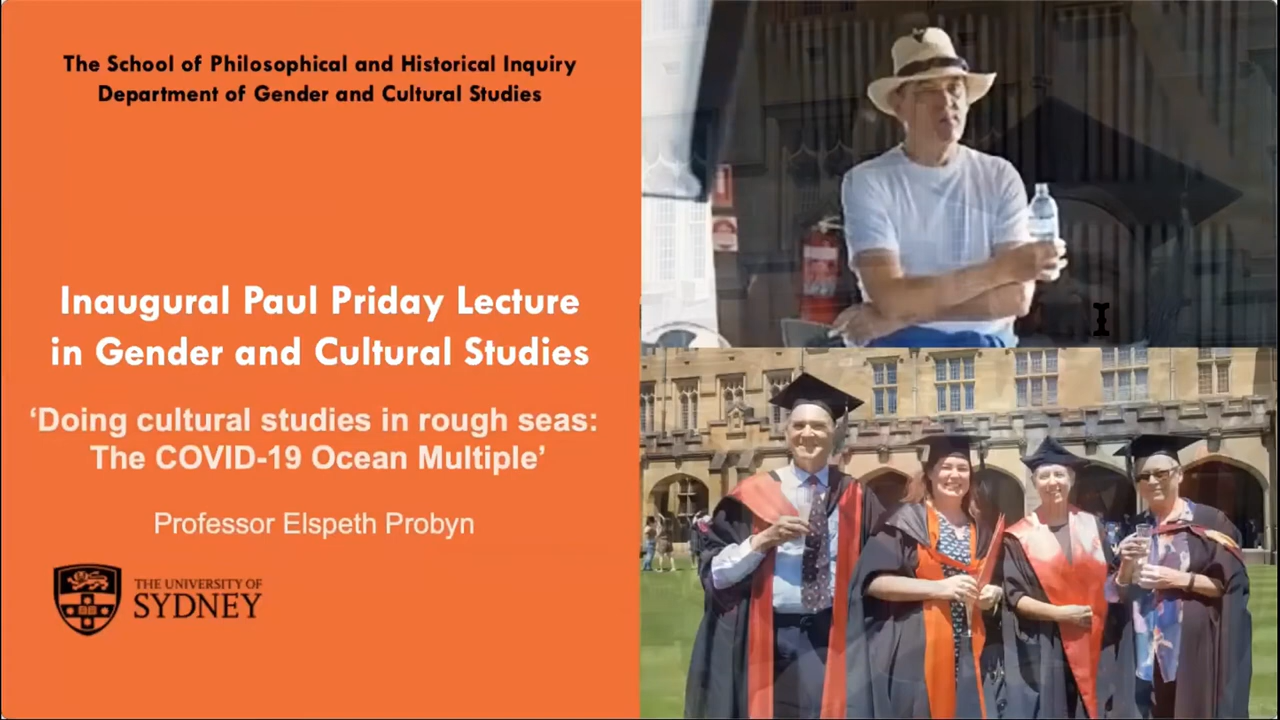 The School of Philosophical and Historical Inquiry
Department of Gender and Cultural Studies
Inaugural Paul Priday Lecture
in Gender and Cultural Studies
‘Doing cultural studies in rough seas:
The COVID-19 Ocean Multiple’
Professor Elspeth Probyn
THE UNIVERSITY OF
SYDNEY